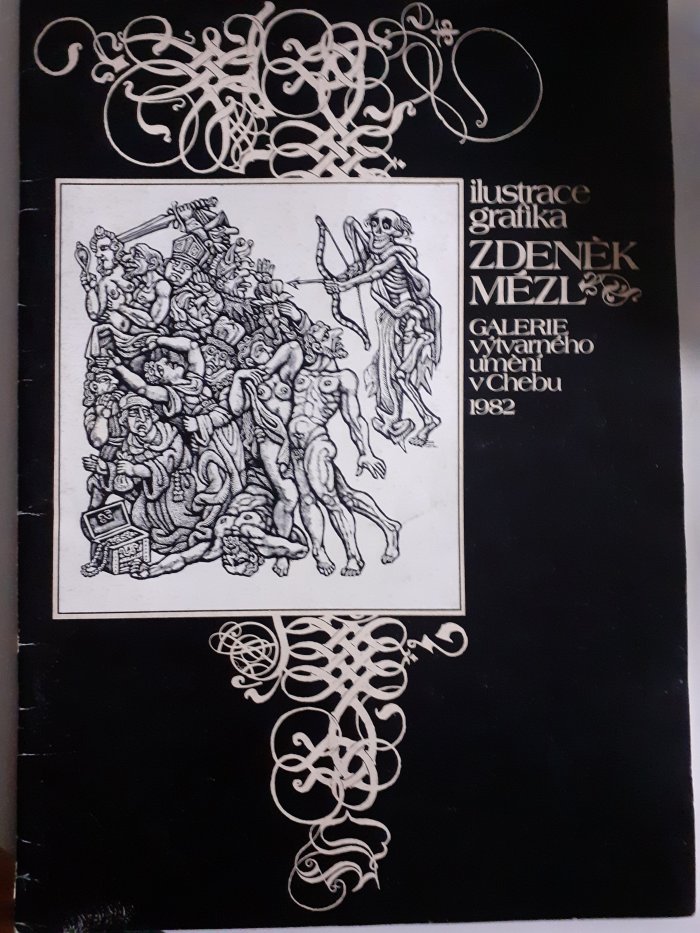 ilustrace
grafika
ZDENĚK
MÉZL
GALERIE
výtvarného
umění
v Chebu
1982